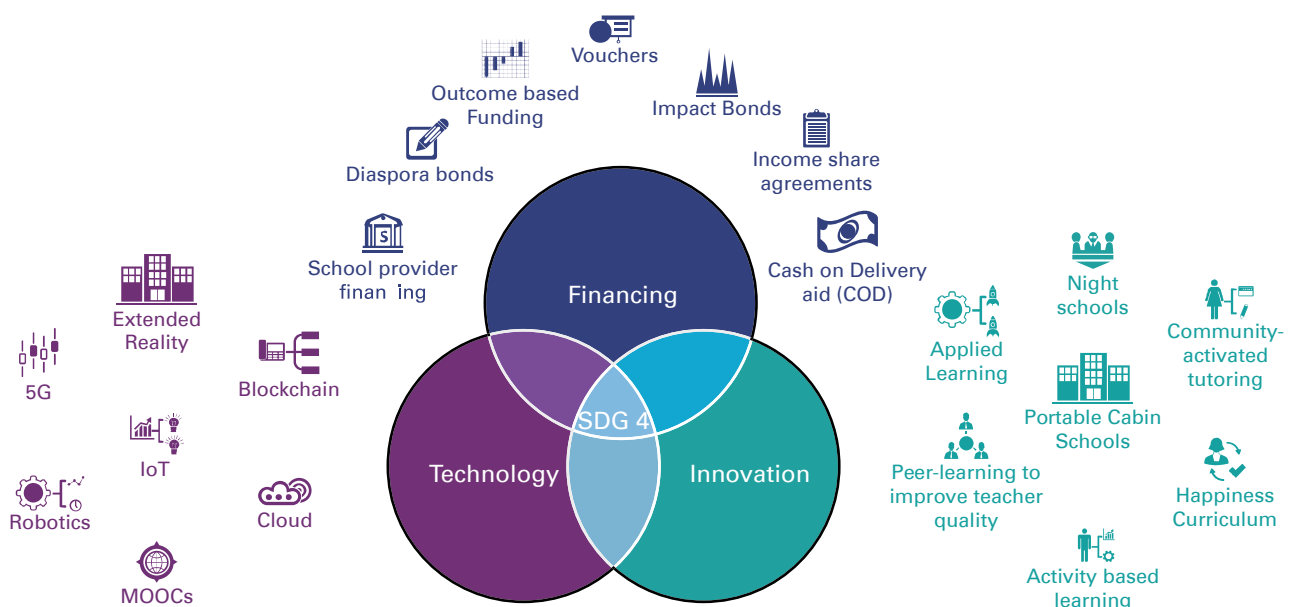 Vouchers
Outcome based
Funding
Impact Bonds
Diaspora bonds
Income share
agreements
School provider
finan ing
Cash on Delivery
aid (COD)
Financing
Technology
Innovation
SDG 4
Extended
Reality
5G
Blockchain
IoT
Robotics
Cloud
MOOCs
Night
schools
Applied
Learning
Community-
activated
tutoring
Portable Cabin
Schools
Peer-learning to
improve teacher
quality
Happiness
Curriculum
Activity based
learning
S